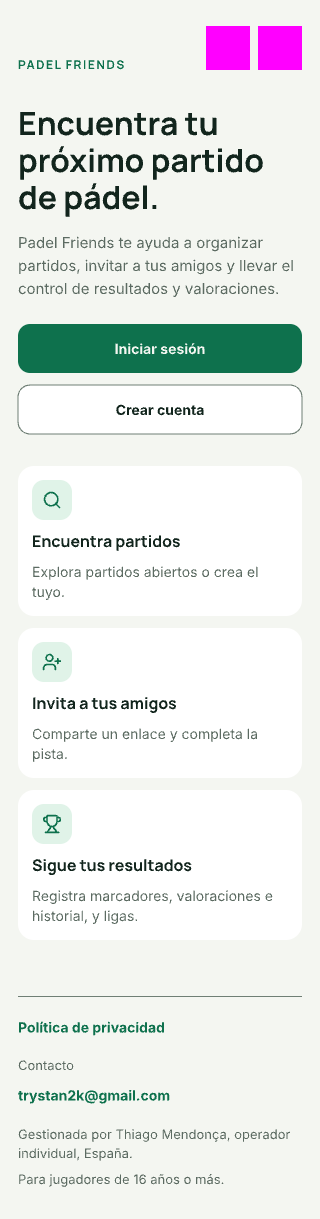 PADEL FRIENDS
Encuentra tu
próximo partido
de pádel.
Padel Friends te ayuda a organizar
partidos, invitar a tus amigos y llevar el
control de resultados y valoraciones.
Iniciar sesión
Crear cuenta
Encuentra partidos
Explora partidos abiertos o crea el
tuyo.
Invita a tus amigos
Comparte un enlace y completa la
pista.
Sigue tus resultados
Registra marcadores, valoraciones e
historial, y ligas.
Política de privacidad
Contacto
trystan2k@gmail.com
Gestionada por Thiago Mendonça, operador
individual, España.
Para jugadores de 16 años o más.